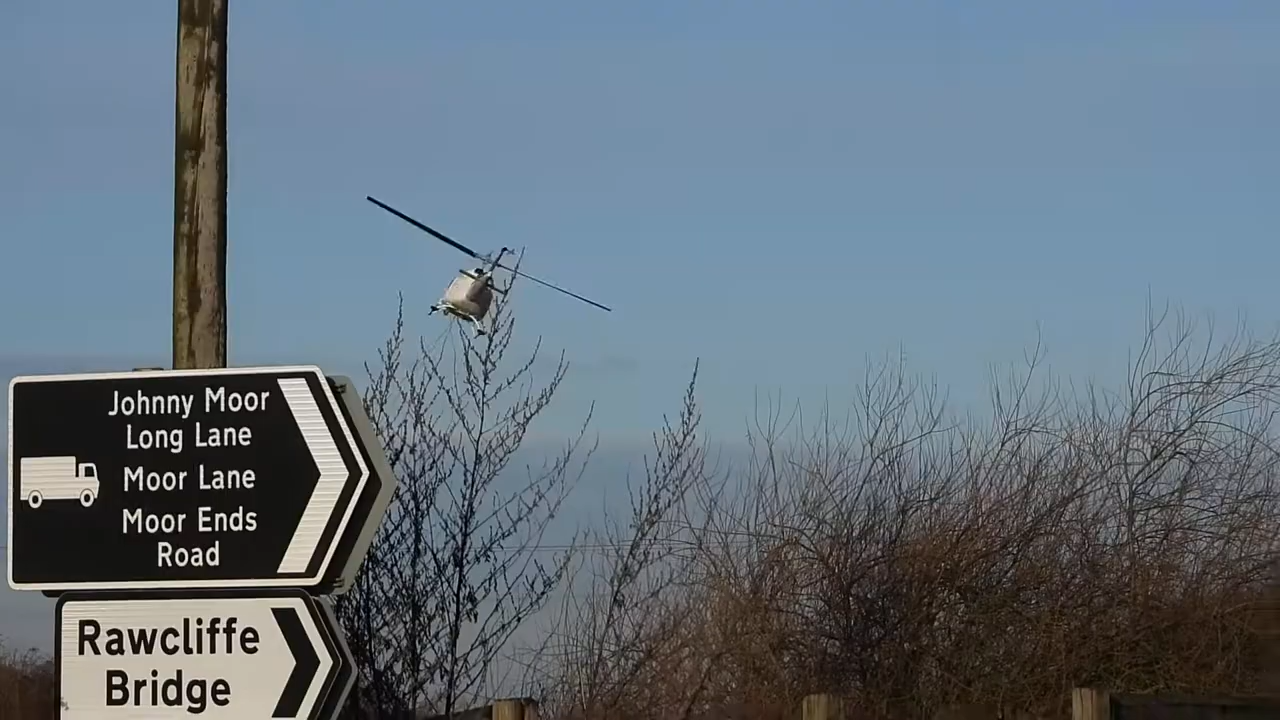 Johnny Moor
Long Lane
Moor Lane
Moor Ends
Road
Rawcliffe
Bridge